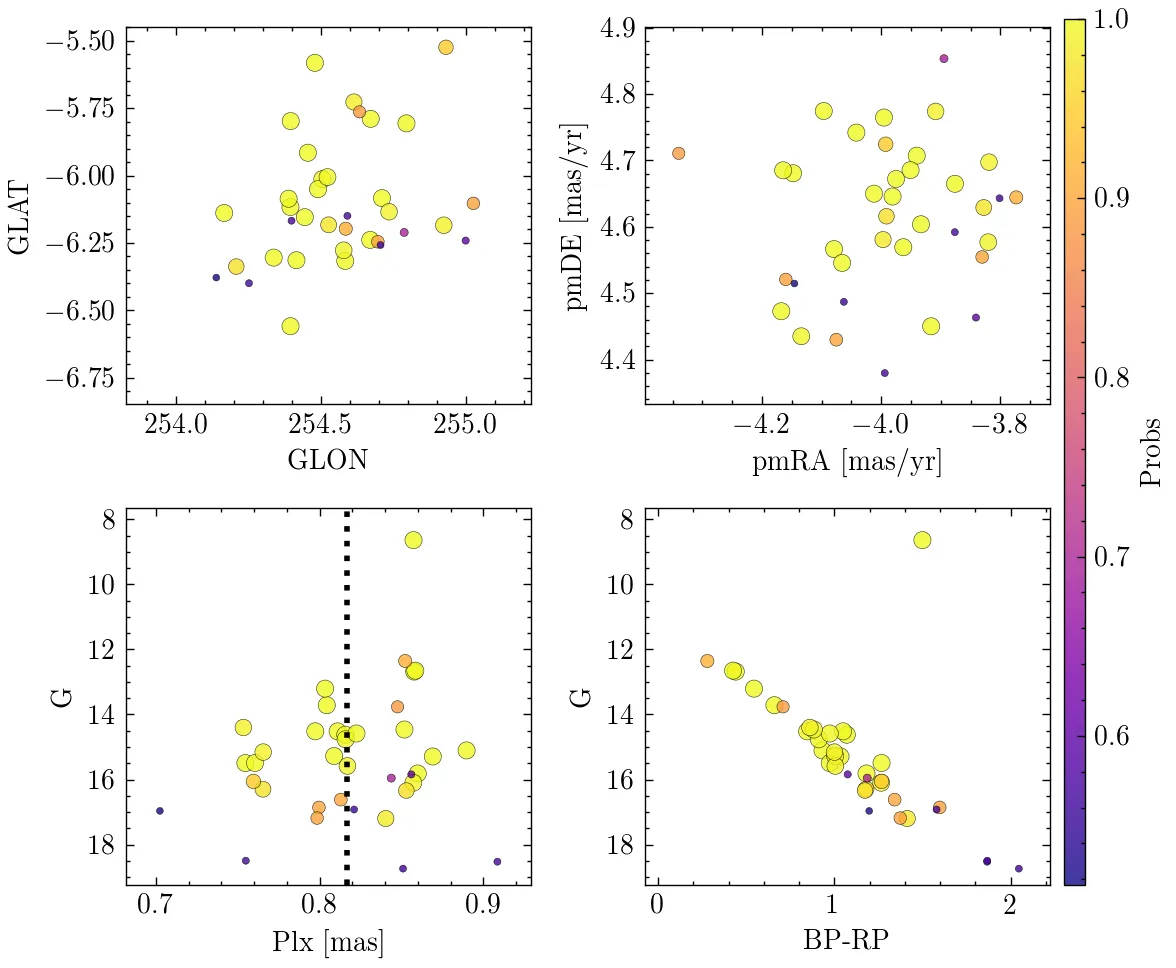 −5.50
−5.75
−6.00
−6.25
−6.50
−6.75
GLAT
254.0 254.5 255.0
GLON
4.9
4.8
4.7
4.6
4.5
4.4
pmDE [mas/yr]
−4.2 −4.0 −3.8
pmRA [mas/yr]
8
10
12
14
16
18
G
0.7 0.8 0.9
Plx [mas]
8
10
12
14
16
18
G
0 1 2
BP-RP
1.0
0.9
0.8
0.7
0.6
Probs